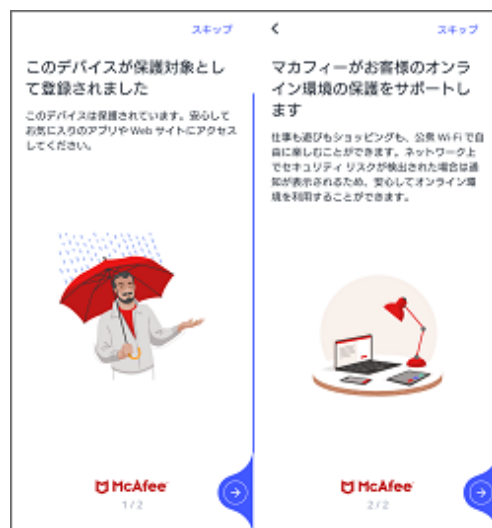 スキップ
このデバイスが保護対象とし
て登録されました
このデバイスは保護されています。安心して
お気に入りのアプリや Web サイトにアクセス
してください。
McAfee
1/2
スキップ
マカフィーがお客様のオンラ
イン環境の保護をサポートし
ます
仕事も遊びもショッピングも、公衆 Wi-Fi で自
由に楽しむことができます。ネットワーク上
でセキュリティ リスクが検出された場合は通
知が表示されるため、安心してオンライン環
境を利用することができます。
McAfee
2/2